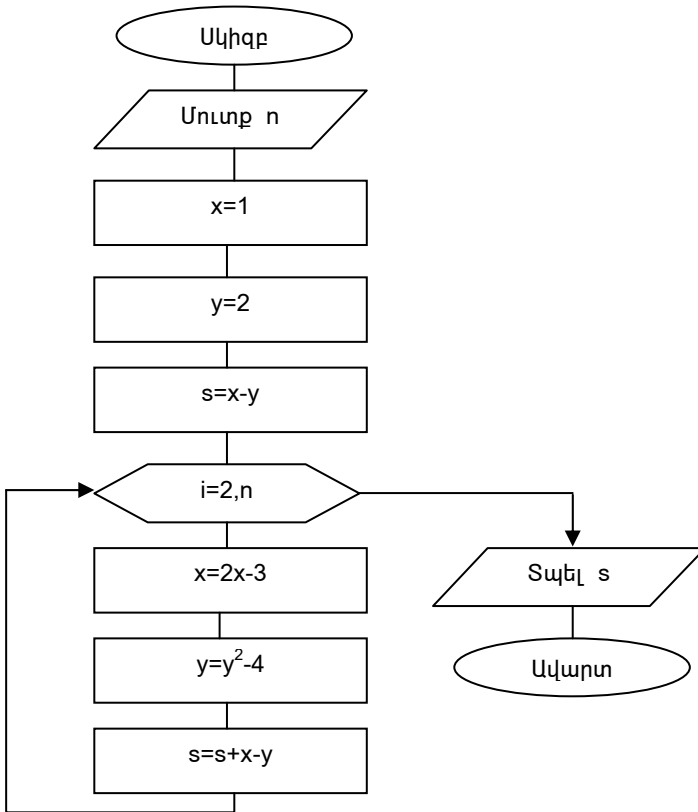 Սկիզբ
Մուտք n
x=1
y=2
s=x-y
i=2,n
x=2x-3
y=y²-4
s=s+x-y
Տպել s
Ավարտ